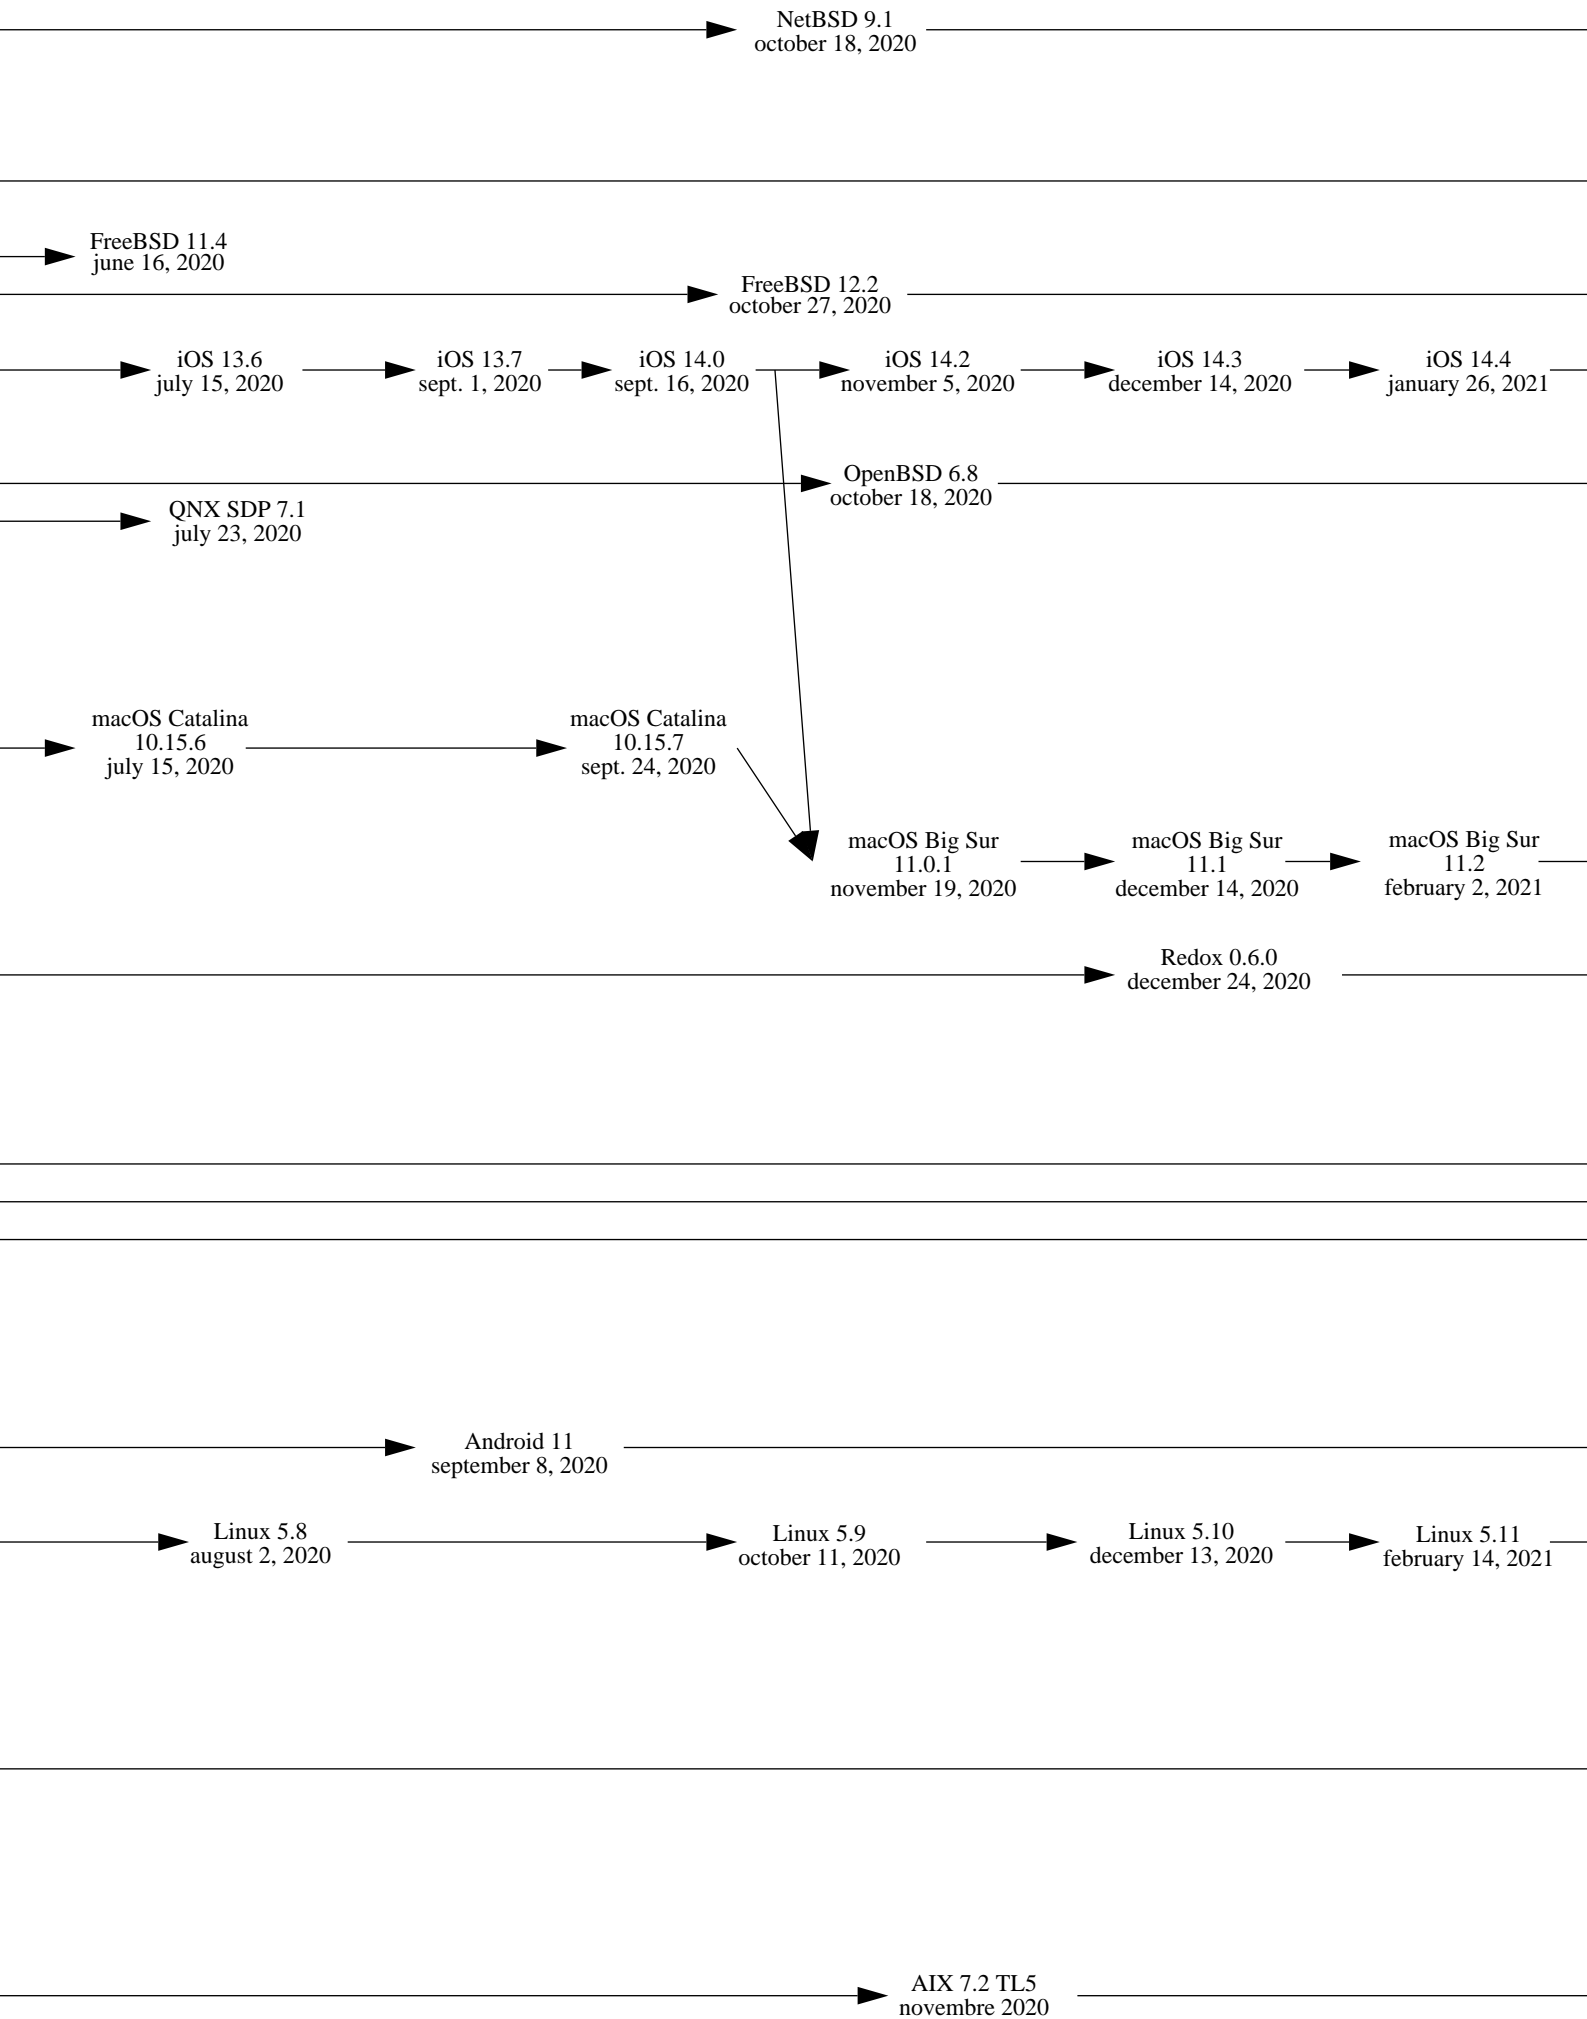 NetBSD 9.1
october 18, 2020
FreeBSD 11.4
june 16, 2020
FreeBSD 12.2
october 27, 2020
iOS 13.6
july 15, 2020
iOS 13.7
sept. 1, 2020
iOS 14.0
sept. 16, 2020
iOS 14.2
november 5, 2020
iOS 14.3
december 14, 2020
iOS 14.4
january 26, 2021
OpenBSD 6.8
october 18, 2020
QNX SDP 7.1
july 23, 2020
macOS Catalina
10.15.6
july 15, 2020
macOS Catalina
10.15.7
sept. 24, 2020
macOS Big Sur
11.0.1
november 19, 2020
macOS Big Sur
11.1
december 14, 2020
macOS Big Sur
11.2
february 2, 2021
Redox 0.6.0
december 24, 2020
Android 11
september 8, 2020
Linux 5.8
august 2, 2020
Linux 5.9
october 11, 2020
Linux 5.10
december 13, 2020
Linux 5.11
february 14, 2021
AIX 7.2 TL5
novembre 2020